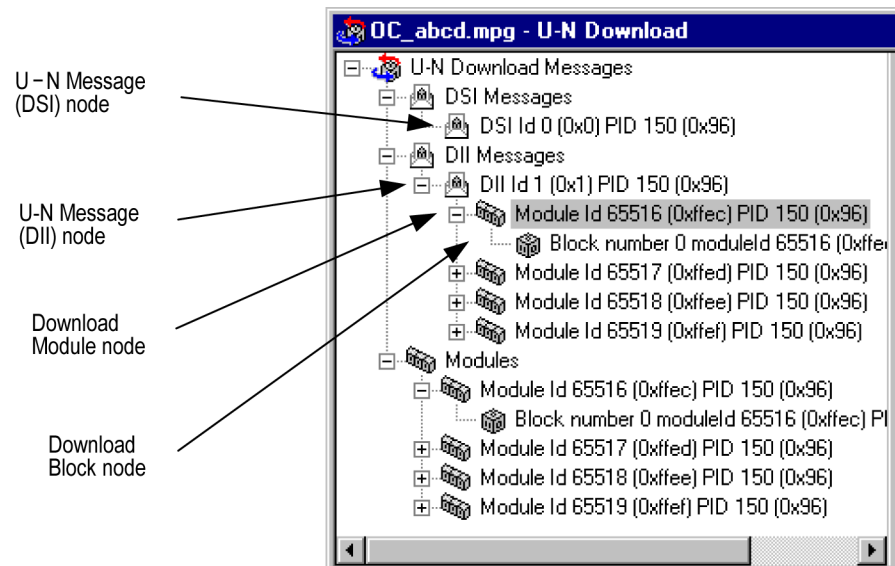 OC_abcd.mpg - U-N Download
U-N Download Messages
DSI Messages
DSI Id 0 (0x0) PID 150 (0x96)
DII Messages
DII Id 1 (0x1) PID 150 (0x96)
Module Id 65516 (0xffec) PID 150 (0x96)
Block number 0 moduleId 65516 (0xffe
Module Id 65517 (0xffed) PID 150 (0x96)
Module Id 65518 (0xffee) PID 150 (0x96)
Module Id 65519 (0xffef) PID 150 (0x96)
Modules
Module Id 65516 (0xffec) PID 150 (0x96)
Block number 0 moduleId 65516 (0xffec) PI
Module Id 65517 (0xffed) PID 150 (0x96)
Module Id 65518 (0xffee) PID 150 (0x96)
Module Id 65519 (0xffef) PID 150 (0x96)
U–N Message
(DSI) node
U-N Message
(DII) node
Download
Module node
Download
Block node